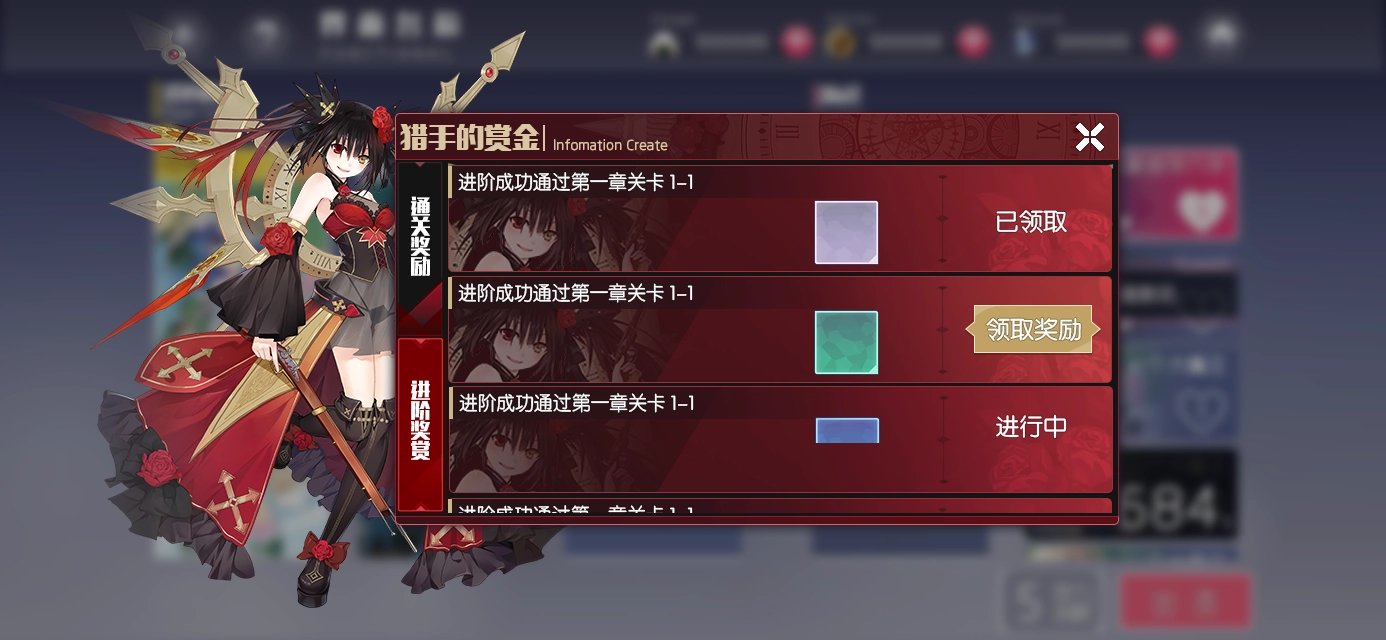 猎手的赏金
Infomation Create
通关奖励
进阶奖赏
进阶成功通过第一章关卡 1-1
已领取
进阶成功通过第一章关卡 1-1
领取奖励
进阶成功通过第一章关卡 1-1
进行中
进阶成功通过第一章关卡 1-1
584